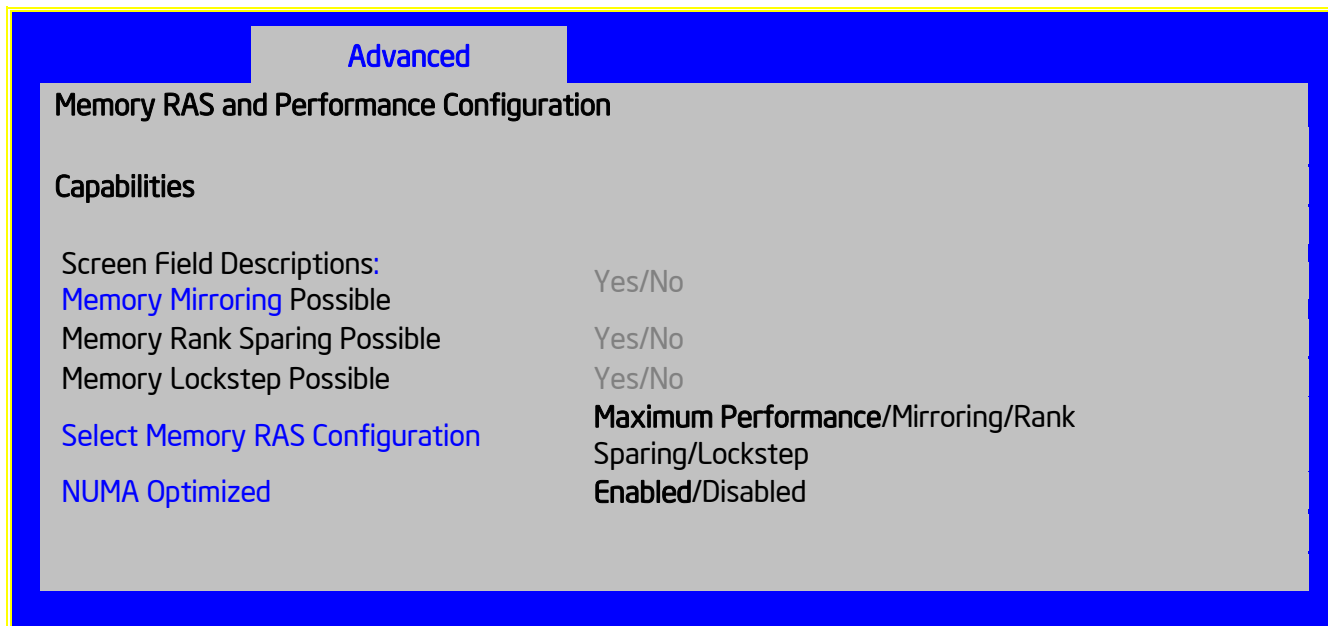 Advanced
Memory RAS and Performance Configuration
Capabilities
Screen Field Descriptions:
Memory Mirroring Possible
Yes/No
Memory Rank Sparing Possible
Yes/No
Memory Lockstep Possible
Yes/No
Select Memory RAS Configuration
Maximum Performance/Mirroring/Rank
Sparing/Lockstep
NUMA Optimized
Enabled/Disabled